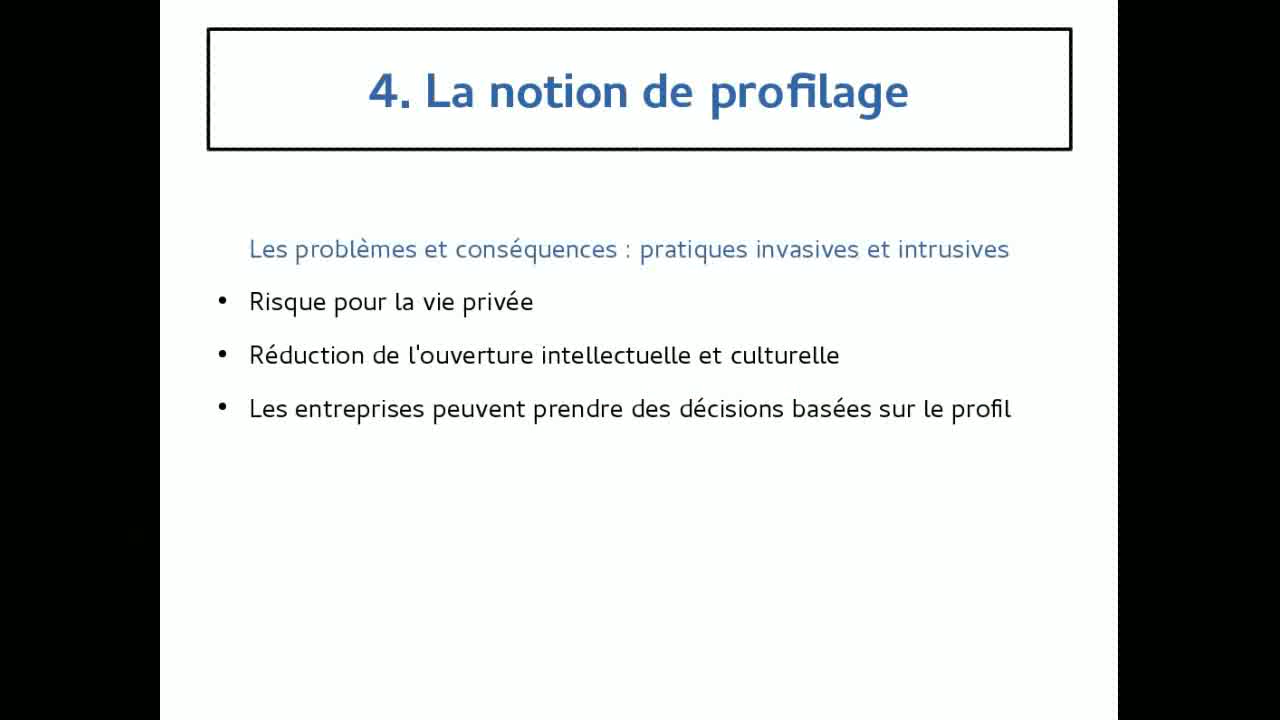 4. La notion de profilage
Les problèmes et conséquences : pratiques invasives et intrusives
• Risque pour la vie privée
• Réduction de l'ouverture intellectuelle et culturelle
• Les entreprises peuvent prendre des décisions basées sur le profil